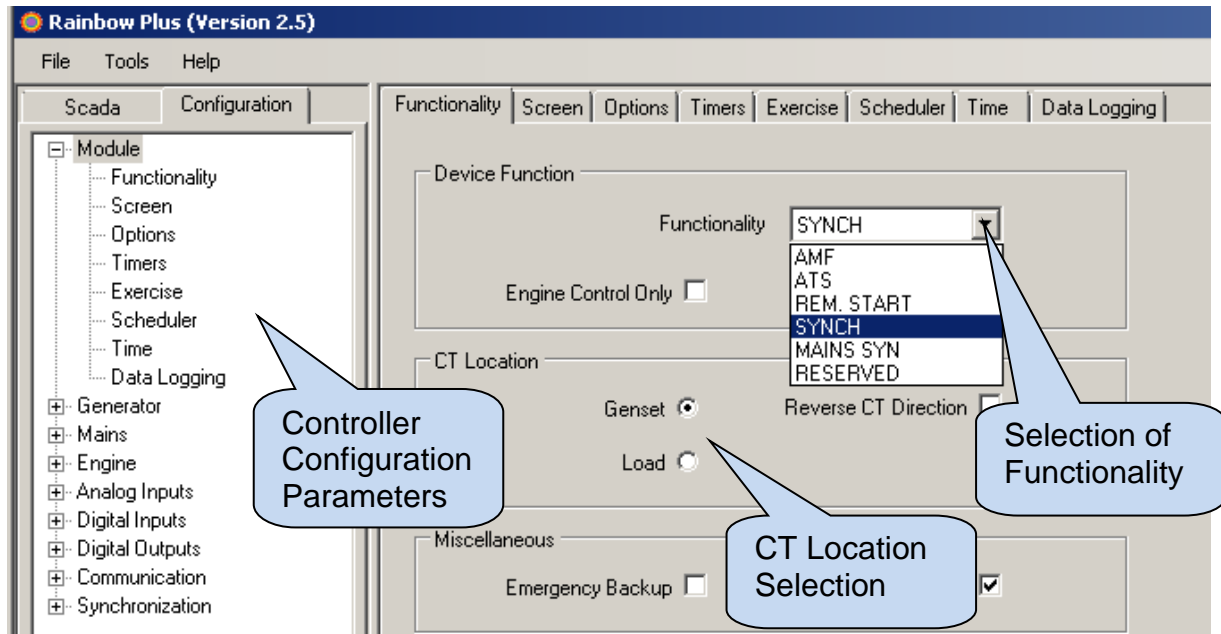 Rainbow Plus (Version 2.5)
File Tools Help
Scada Configuration
Module
Functionality
Screen
Options
Timers
Exercise
Scheduler
Time
Data Logging
Generator
Mains
Engine
Analog Inputs
Digital Inputs
Digital Outputs
Communication
Synchronization
Functionality Screen Options Timers Exercise Scheduler Time Data Logging
Device Function
Functionality SYNCH
AMF
ATS
REM. START
SYNCH
MAINS SYN
RESERVED
Engine Control Only
CT Location
Genset Reverse CT Direction
Load
Miscellaneous
Emergency Backup
Controller
Configuration
Parameters
CT Location
Selection
Selection of
Functionality